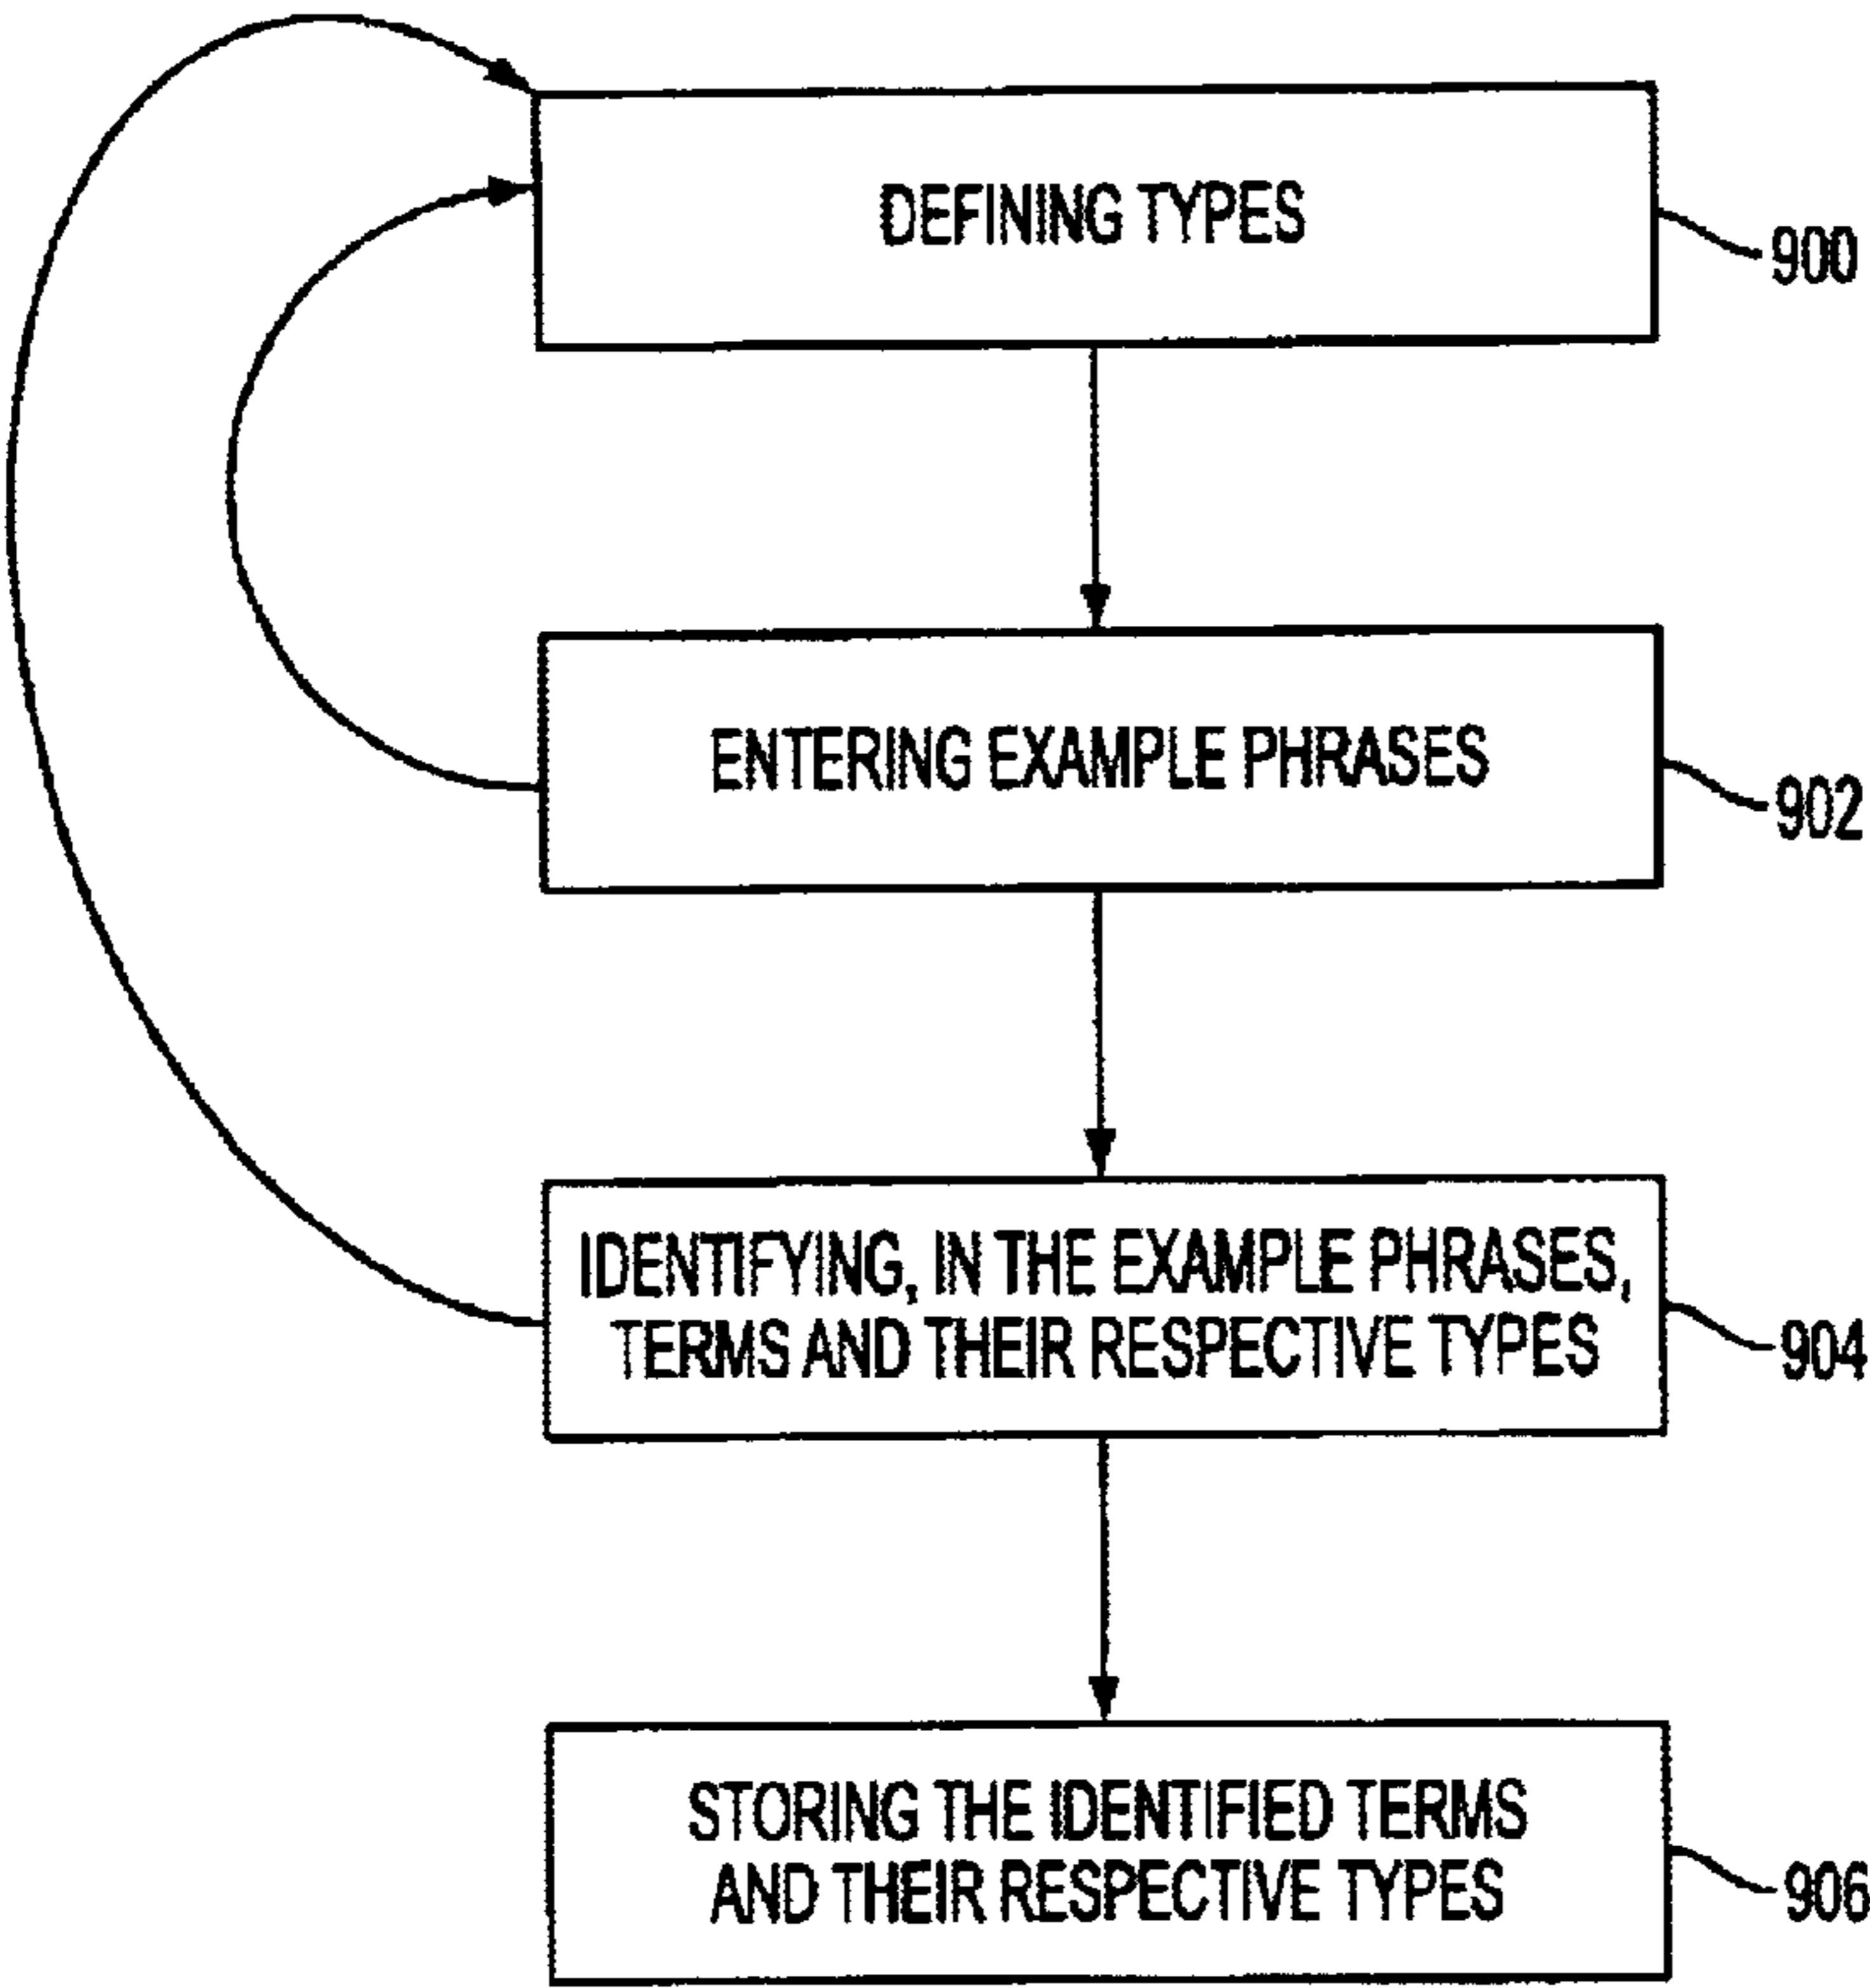 DEFINING TYPES
900
ENTERING EXAMPLE PHRASES
902
IDENTIFYING, IN THE EXAMPLE PHRASES,
TERMS AND THEIR RESPECTIVE TYPES
904
STORING THE IDENTIFIED TERMS
AND THEIR RESPECTIVE TYPES
906